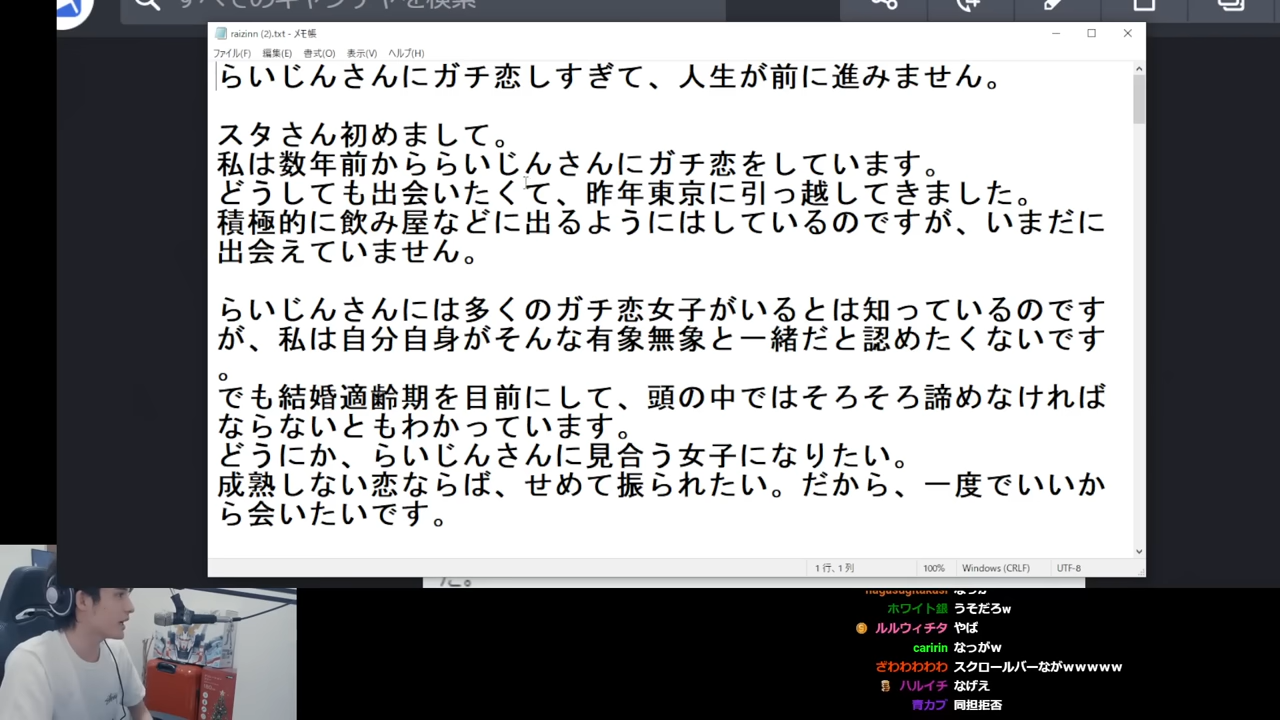 すべてのキャプチャを検索
raizinn (2).txt - メモ帳
ファイル(F) 編集(E) 書式(O) 表示(V) ヘルプ(H)
らいじんさんにガチ恋しすぎて、人生が前に進みません。
スタさん初めまして。
私は数年前かららいじんさんにガチ恋をしています。
どうしても出会いたくて、昨年東京に引っ越してきました。
積極的に飲み屋などに出るようにはしているのですが、いまだに
出会えていません。
らいじんさんには多くのガチ恋女子がいるとは知っているのです
が、私は自分自身がそんな有象無象と一緒だと認めたくないです
。
でも結婚適齢期を目前にして、頭の中ではそろそろ諦めなければ
ならないともわかっています。
どうにか、らいじんさんに見合う女子になりたい。
成熟しない恋ならば、せめて振られたい。だから、一度でいいか
ら会いたいです。
1行、1列 100% Windows (CRLF) UTF-8
た。
nagasugitakasi なっが
ホワイト銀 うそだろw
ルルウィチタ やば
caririn なっがw
ざわわわわわ スクロールバーながwwwww
ハルイチ なげえ
青カブ 同担拒否